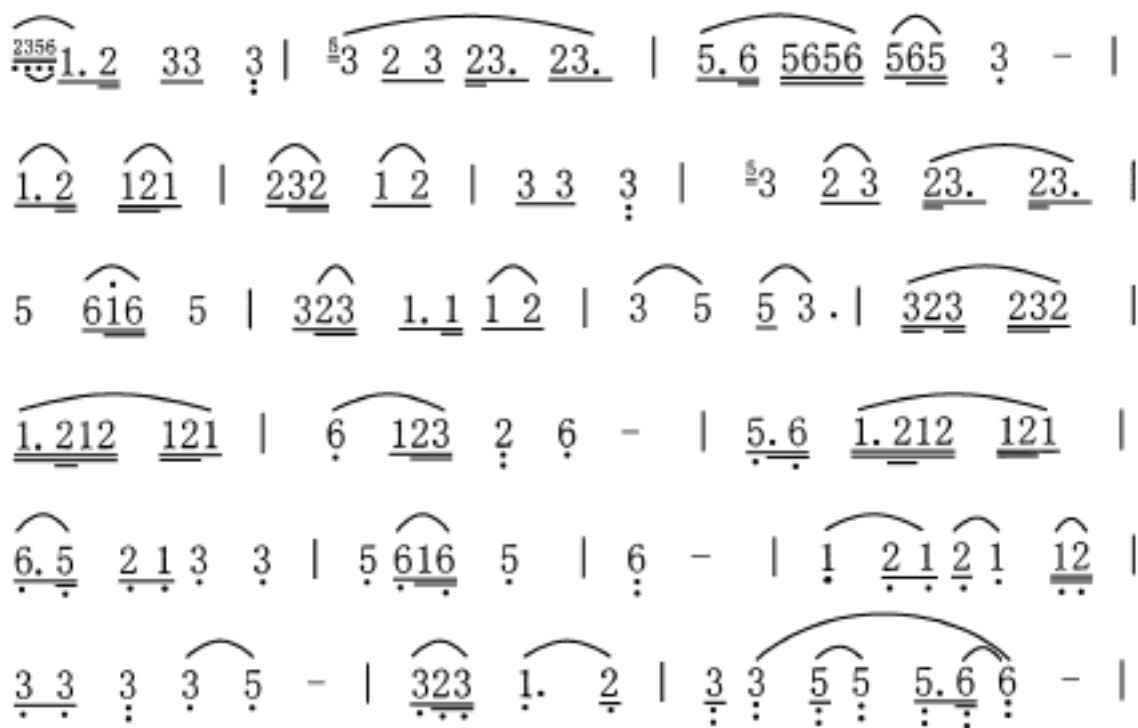 2356 1.2 33 3 | 5 3 2 3 23. 23. | 5.6 5656 565 3 – |
1.2 121 | 232 1 2 | 3 3 3 | 5 3 2 3 23. 23. |
5 616 5 | 323 1.1 1 2 | 3 5 5 3. | 323 232 |
1.212 121 | 6 123 2 6 – | 5.6 1.212 121 |
6.5 2 1 3 3 | 5 616 5 | 6 – | 1 2 1 2 1 12 |
3 3 3 3 5 – | 323 1. 2 | 3 3 5 5 5.6 6 – |